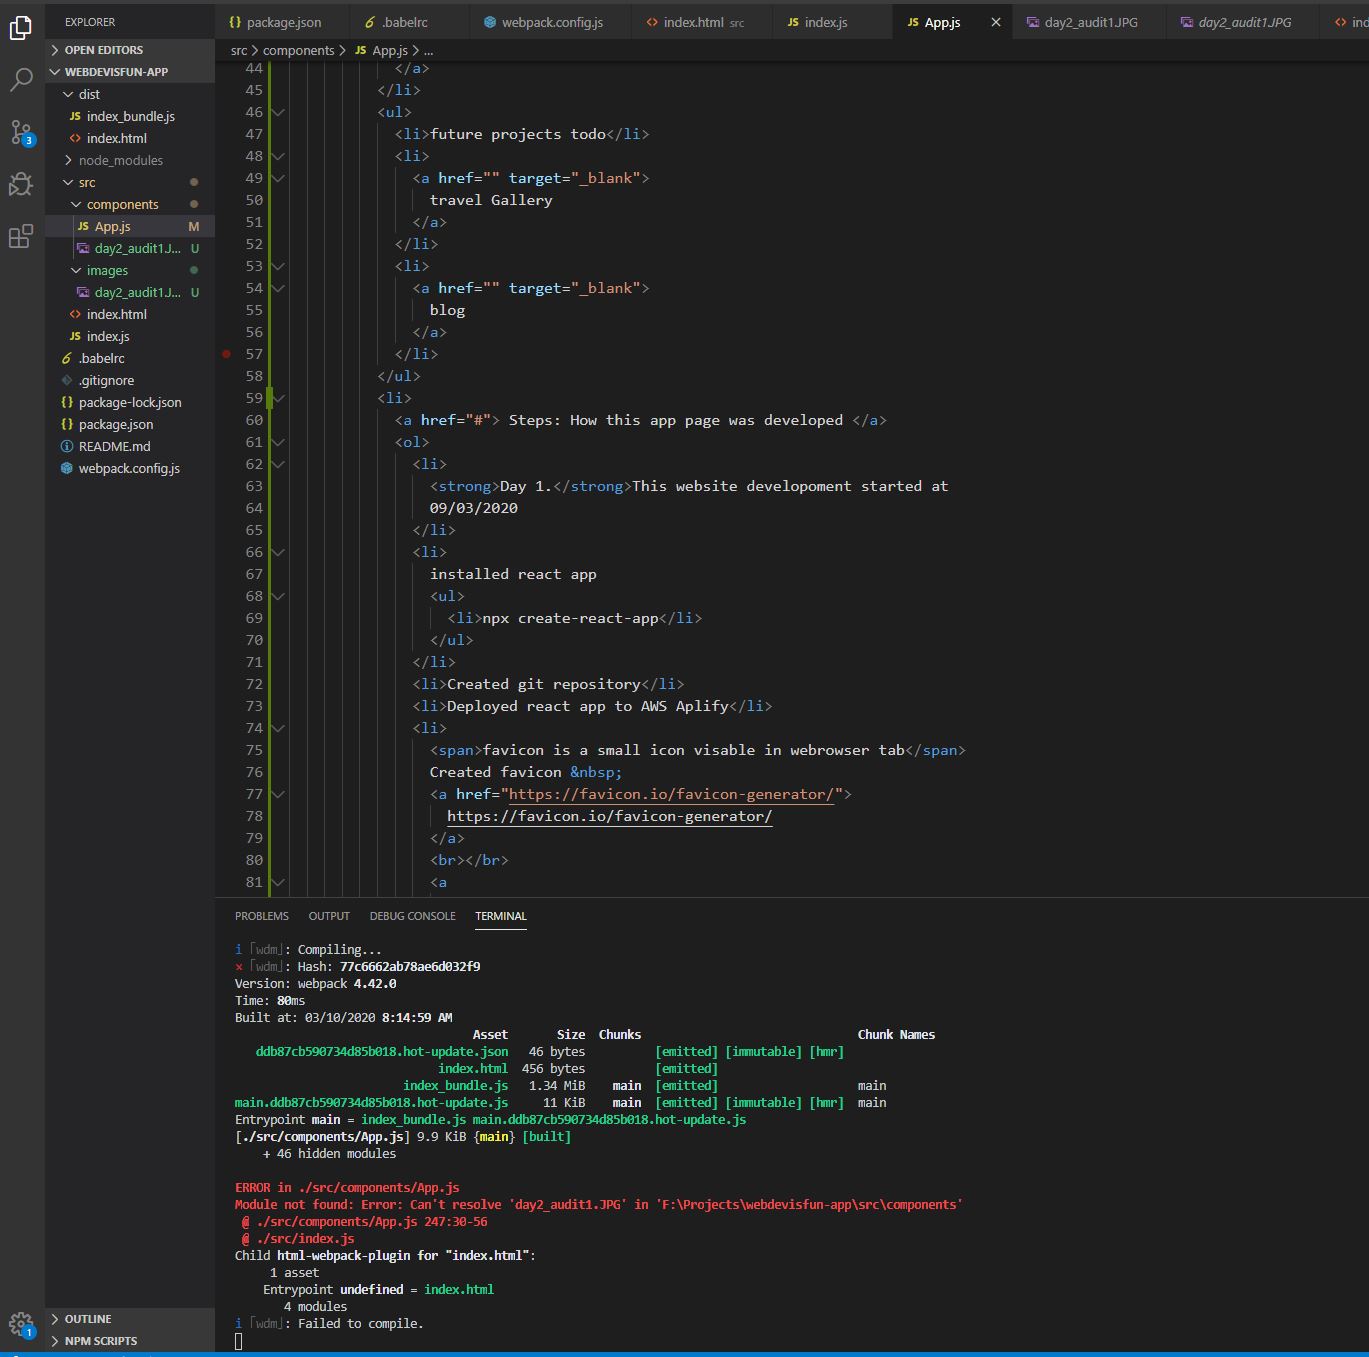 EXPLORER
OPEN EDITORS
WEBDEVISFUN-APP
dist
JS index_bundle.js
<> index.html
node_modules
src
components
JS App.js M
day2_audit1.J... U
images
day2_audit1.J... U
<> index.html
JS index.js
.babelrc
.gitignore
{} package-lock.json
{} package.json
README.md
webpack.config.js
OUTLINE
NPM SCRIPTS
3
1
{} package.json .babelrc webpack.config.js <> index.html src JS index.js JS App.js × day2_audit1.JPG day2_audit1.JPG <> ind
src > components > JS App.js > ...
44 </a>
45 </li>
46 <ul>
47 <li>future projects todo</li>
48 <li>
49 <a href="" target="_blank">
50 travel Gallery
51 </a>
52 </li>
53 <li>
54 <a href="" target="_blank">
55 blog
56 </a>
57 </li>
58 </ul>
59 <li>
60 <a href="#"> Steps: How this app page was developed </a>
61 <ol>
62 <li>
63 <strong>Day 1.</strong>This website developoment started at
64 09/03/2020
65 </li>
66 <li>
67 installed react app
68 <ul>
69 <li>npx create-react-app</li>
70 </ul>
71 </li>
72 <li>Created git repository</li>
73 <li>Deployed react app to AWS Aplify</li>
74 <li>
75 <span>favicon is a small icon visable in webrowser tab</span>
76 Created favicon &nbsp;
77 <a href="https://favicon.io/favicon-generator/">
78 https://favicon.io/favicon-generator/
79 </a>
80 <br></br>
81 <a
PROBLEMS OUTPUT DEBUG CONSOLE TERMINAL
i ｢wdm｣: Compiling...
× ｢wdm｣: Hash: 77c6662ab78ae6d032f9
Version: webpack 4.42.0
Time: 80ms
Built at: 03/10/2020 8:14:59 AM
Asset Size Chunks Chunk Names
ddb87cb590734d85b018.hot-update.json 46 bytes [emitted] [immutable] [hmr]
index.html 456 bytes [emitted]
index_bundle.js 1.34 MiB main [emitted] main
main.ddb87cb590734d85b018.hot-update.js 11 KiB main [emitted] [immutable] [hmr] main
Entrypoint main = index_bundle.js main.ddb87cb590734d85b018.hot-update.js
[./src/components/App.js] 9.9 KiB {main} [built]
+ 46 hidden modules
ERROR in ./src/components/App.js
Module not found: Error: Can't resolve 'day2_audit1.JPG' in 'F:\Projects\webdevisfun-app\src\components'
@ ./src/components/App.js 247:30-56
@ ./src/index.js
Child html-webpack-plugin for "index.html":
1 asset
Entrypoint undefined = index.html
4 modules
i ｢wdm｣: Failed to compile.